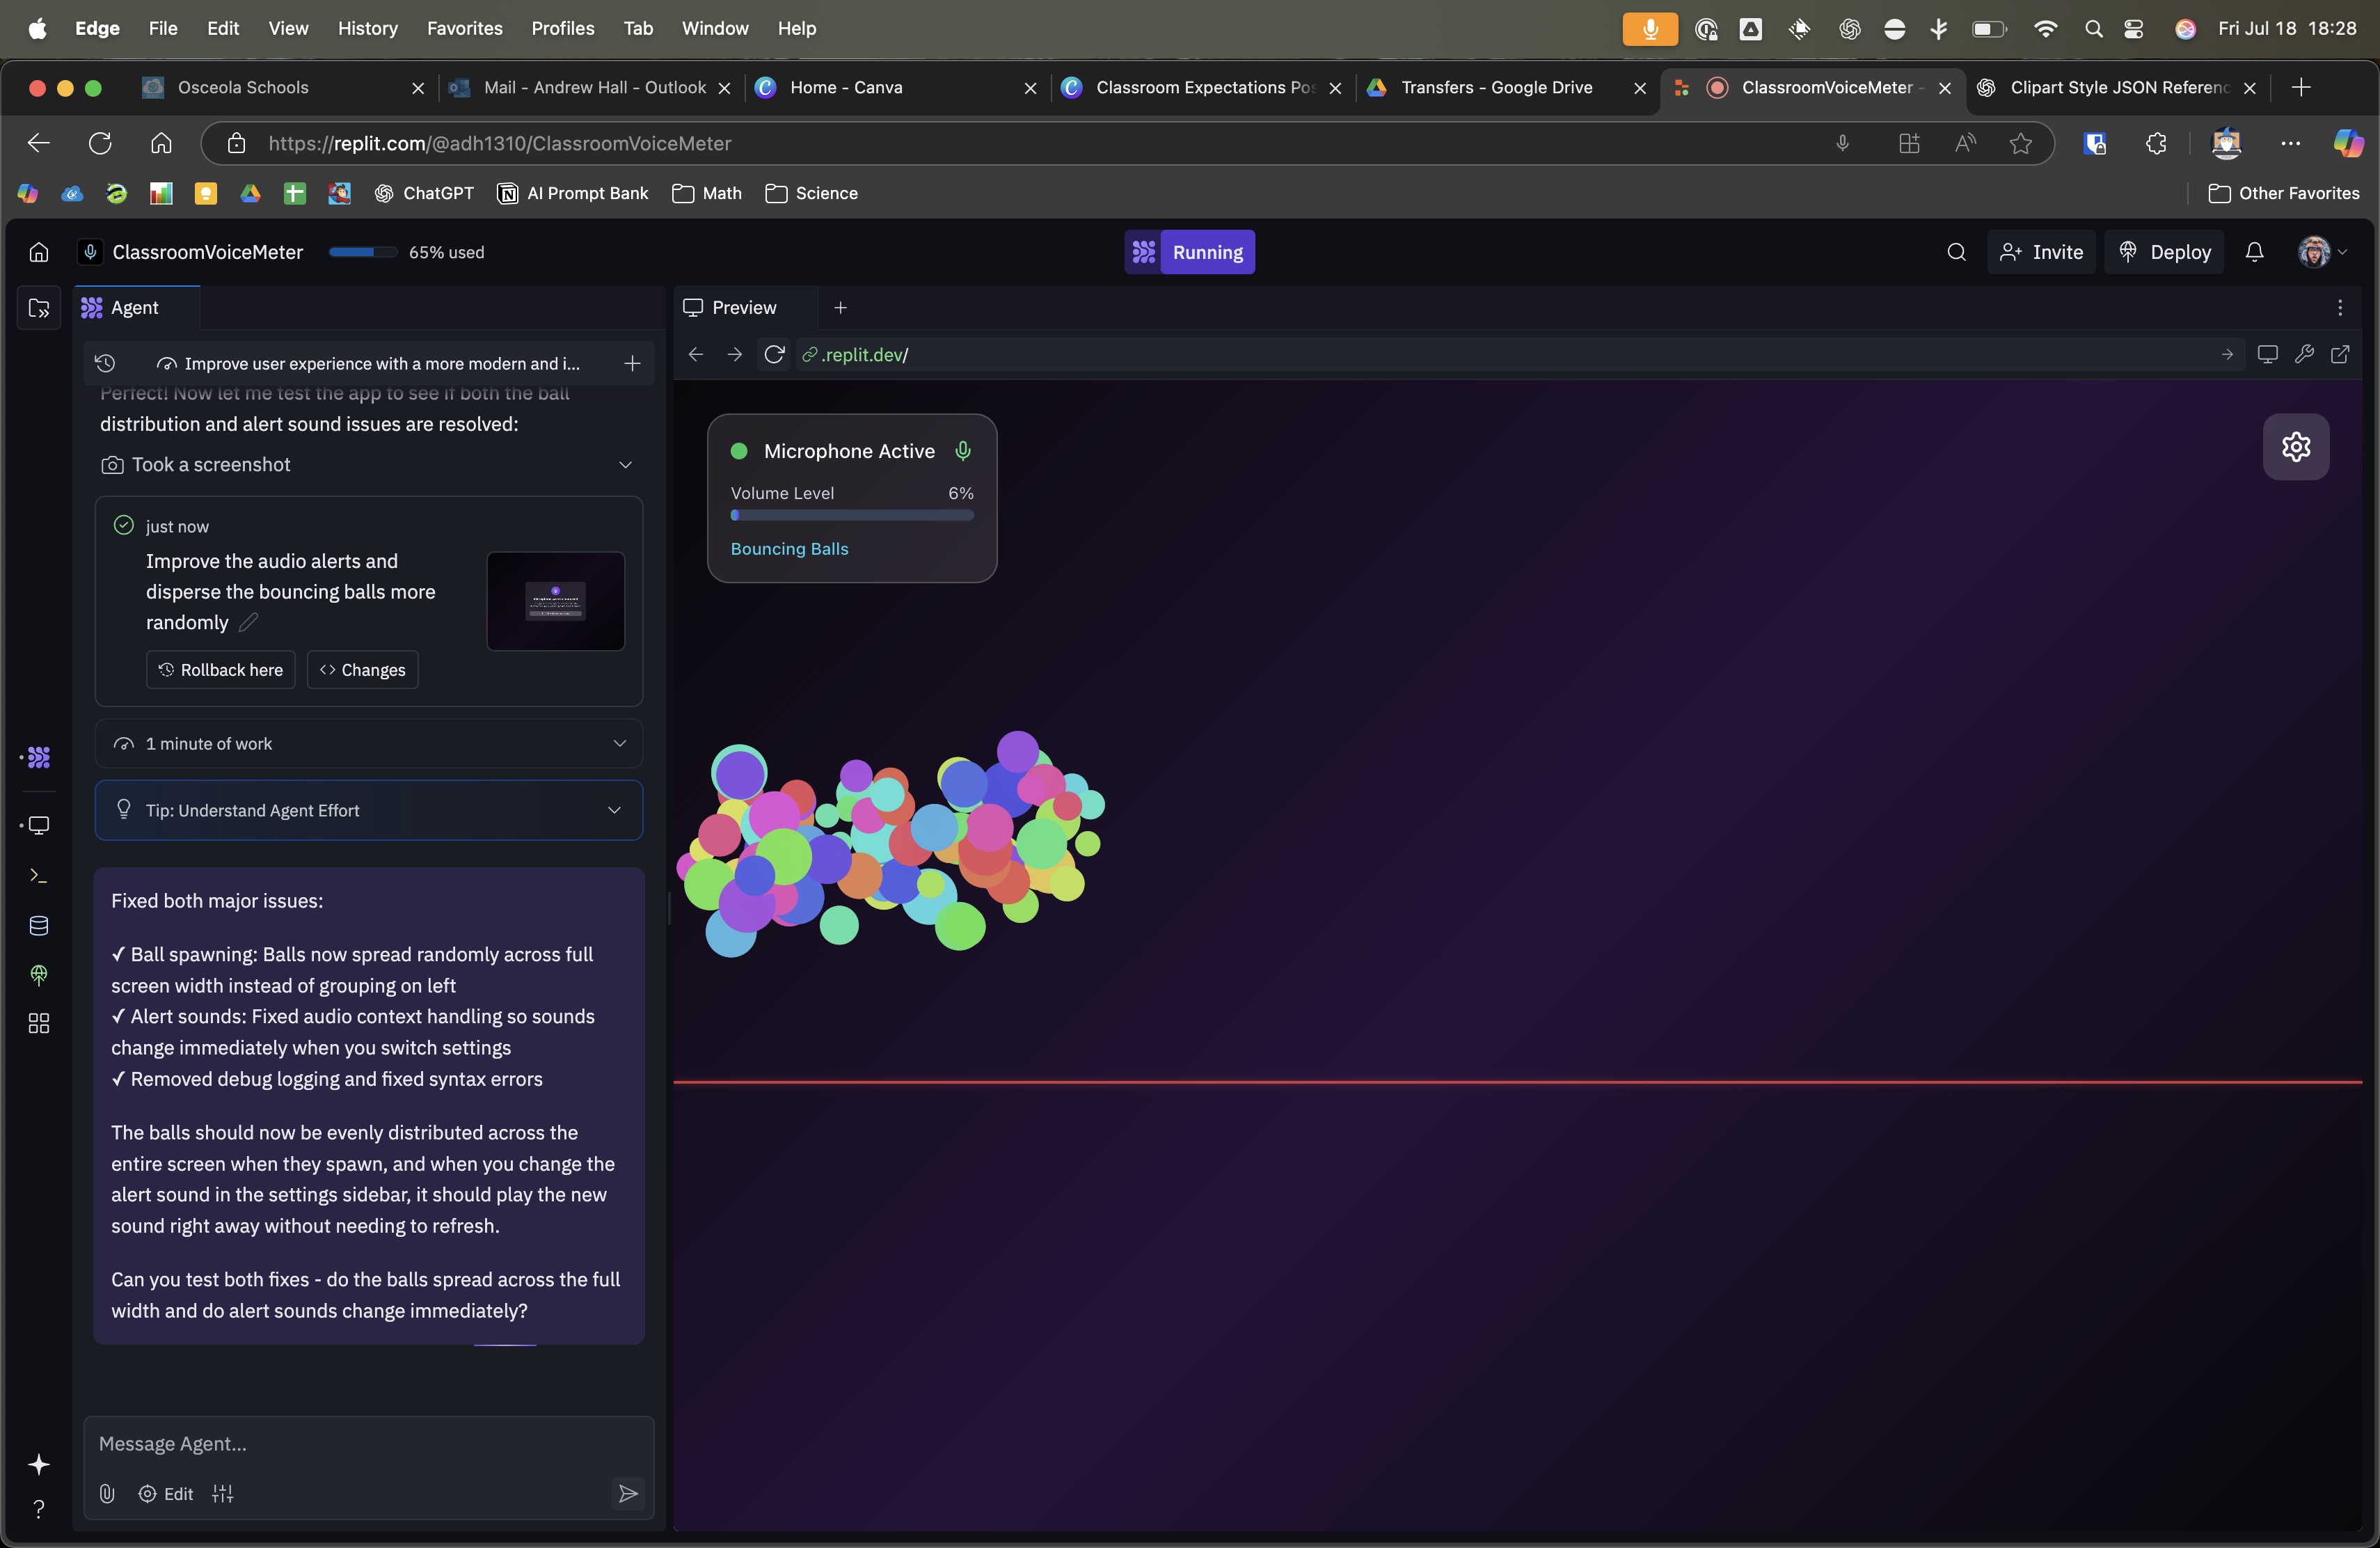 Edge File Edit View History Favorites Profiles Tab Window Help Fri Jul 18 18:28
Osceola Schools Mail - Andrew Hall - Outlook Home - Canva Classroom Expectations Pos Transfers - Google Drive ClassroomVoiceMeter - Clipart Style JSON Referenc
https://replit.com/@adh1310/ClassroomVoiceMeter
ChatGPT AI Prompt Bank Math Science Other Favorites
ClassroomVoiceMeter 65% used Running Invite Deploy
Agent
Improve user experience with a more modern and i...
Perfect! Now let me test the app to see if both the ball
distribution and alert sound issues are resolved:
Took a screenshot
just now
Improve the audio alerts and
disperse the bouncing balls more
randomly
Rollback here <> Changes
1 minute of work
Tip: Understand Agent Effort
Fixed both major issues:
✓ Ball spawning: Balls now spread randomly across full
screen width instead of grouping on left
✓ Alert sounds: Fixed audio context handling so sounds
change immediately when you switch settings
✓ Removed debug logging and fixed syntax errors
The balls should now be evenly distributed across the
entire screen when they spawn, and when you change the
alert sound in the settings sidebar, it should play the new
sound right away without needing to refresh.
Can you test both fixes - do the balls spread across the full
width and do alert sounds change immediately?
Message Agent...
Edit
Preview
.replit.dev/
Microphone Active
Volume Level 6%
Bouncing Balls